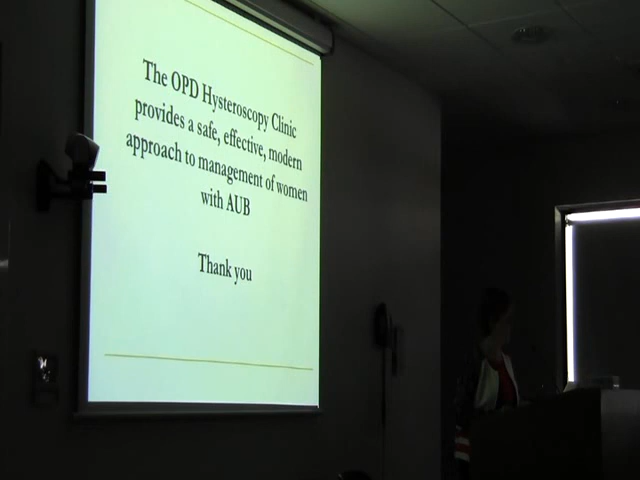 The OPD Hysteroscopy Clinic
provides a safe, effective, modern
approach to management of women
with AUB
Thank you